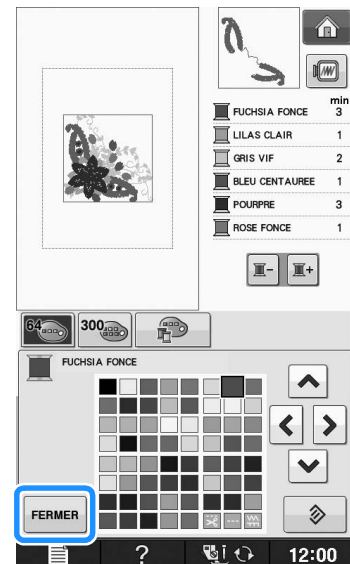 min
FUCHSIA FONCE 3
LILAS CLAIR 1
GRIS VIF 2
BLEU CENTAUREE 1
POURPRE 3
ROSE FONCE 1
- +
64 300
FUCHSIA FONCE
FERMER
? 12:00